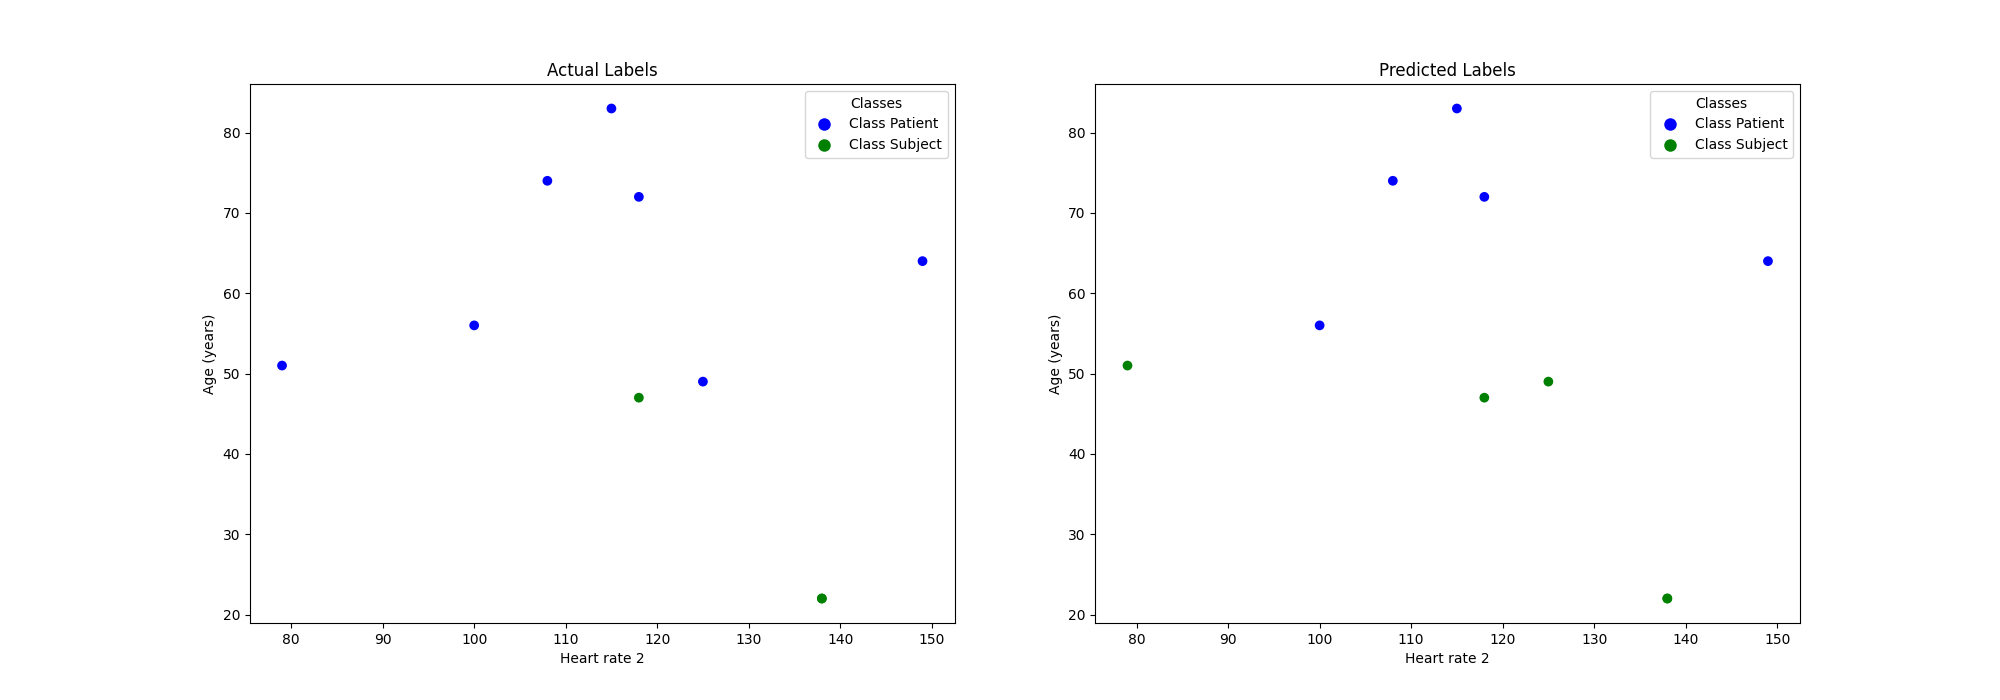 Actual Labels
Classes
Class Patient
Class Subject
80
70
60
50
40
30
20
Age (years)
80 90 100 110 120 130 140 150
Heart rate 2
Predicted Labels
Classes
Class Patient
Class Subject
80
70
60
50
40
30
20
Age (years)
80 90 100 110 120 130 140 150
Heart rate 2